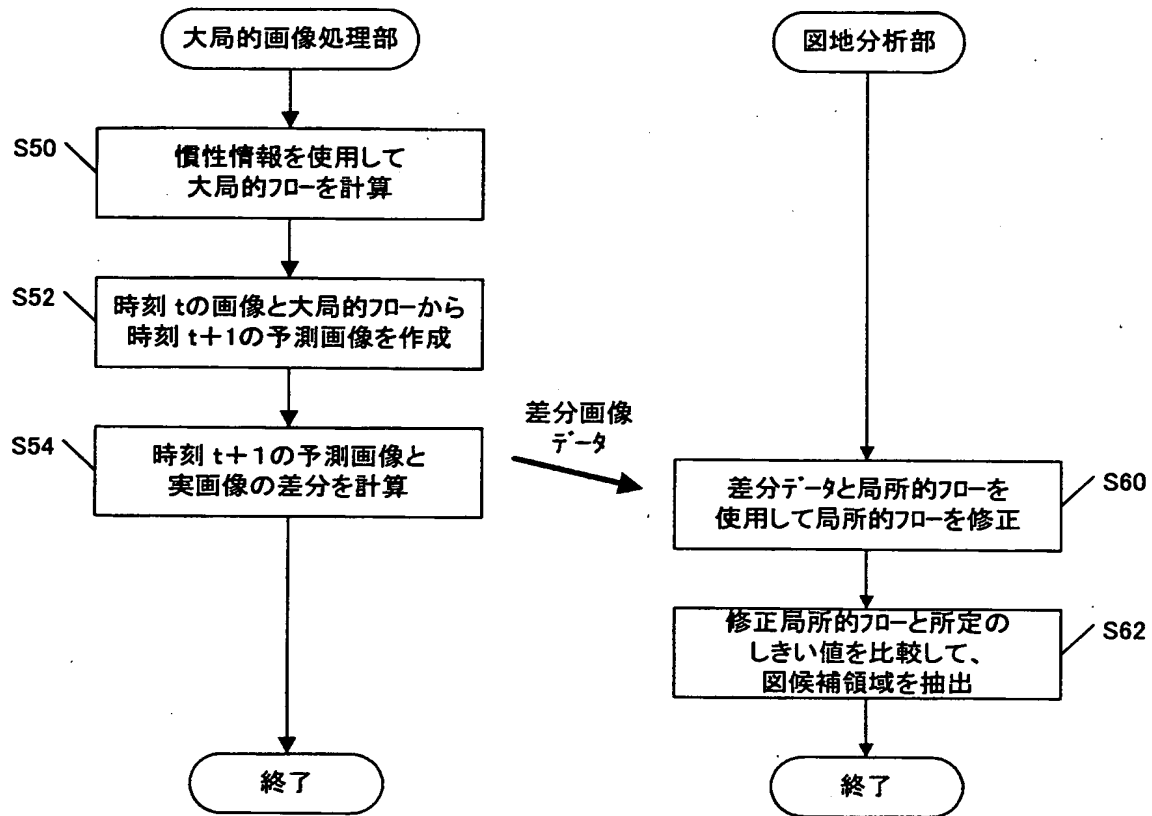 大局的画像処理部
S50
慣性情報を使用して
大局的フローを計算
S52
時刻 tの画像と大局的フローから
時刻 t+1の予測画像を作成
S54
時刻 t+1の予測画像と
実画像の差分を計算
終了
差分画像
データ
図地分析部
S60
差分データと局所的フローを
使用して局所的フローを修正
S62
修正局所的フローと所定の
しきい値を比較して、
図候補領域を抽出
終了